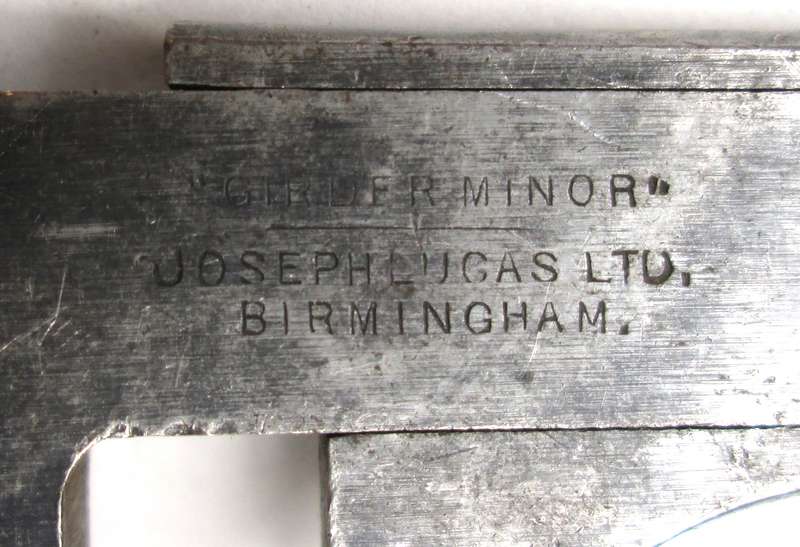 "GIRDER MINOR"
JOSEPH LUCAS LTD.
BIRMINGHAM.